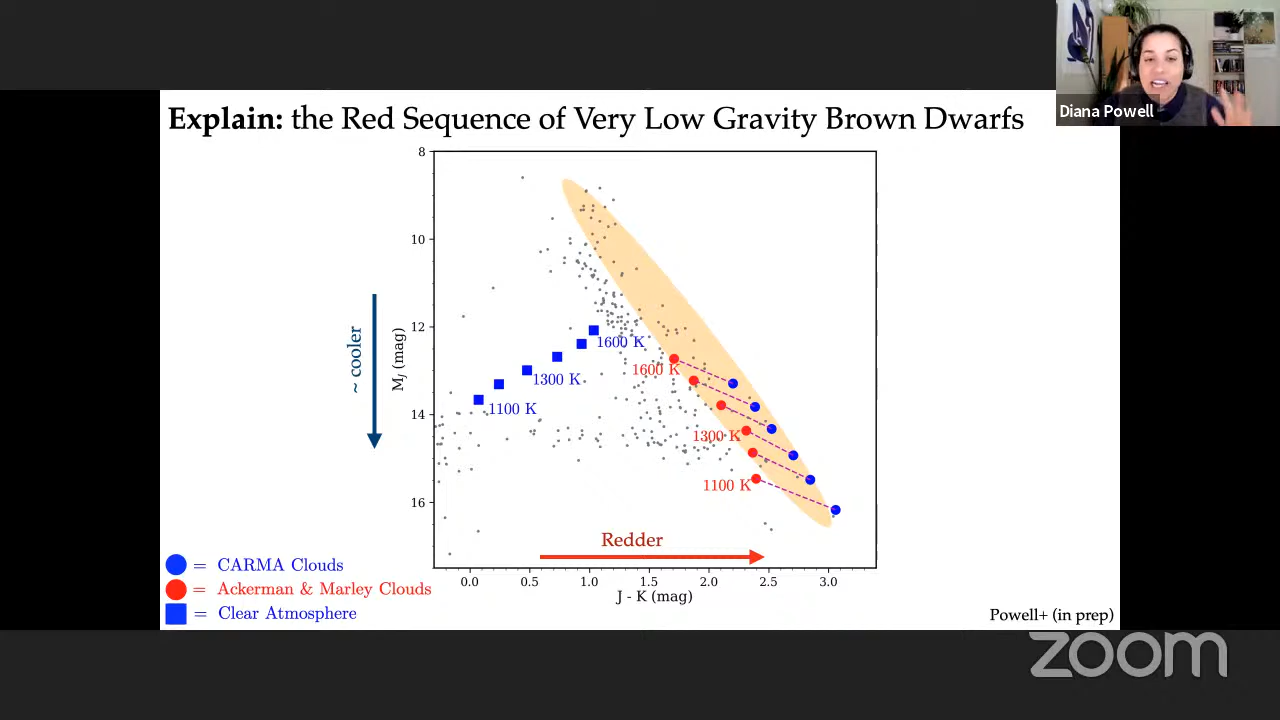 Diana Powell
Explain: the Red Sequence of Very Low Gravity Brown Dwarfs
8
10
12
14
16
~ cooler
M_J (mag)
1600 K
1300 K
1100 K
1600 K
1300 K
1100 K
Redder
0.0 0.5 1.0 1.5 2.0 2.5 3.0
J - K (mag)
= CARMA Clouds
= Ackerman & Marley Clouds
= Clear Atmosphere
Powell+ (in prep)
zoom